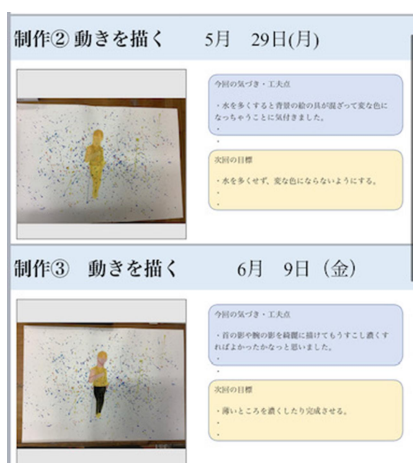 制作② 動きを描く 5月 29日(月)
今回の気づき・工夫点
・水を多くすると背景の絵の具が混ざって変な色に
なっちゃうことに気付きました。
・
・
次回の目標
・水を多くせず、変な色にならないようにする。
・
・
制作③ 動きを描く 6月 9日（金）
今回の気づき・工夫点
・首の影や腕の影を綺麗に描けてもうすこし濃くす
ればよかったかなっと思いました。
・
・
次回の目標
・薄いところを濃くしたり完成させる。
・
・